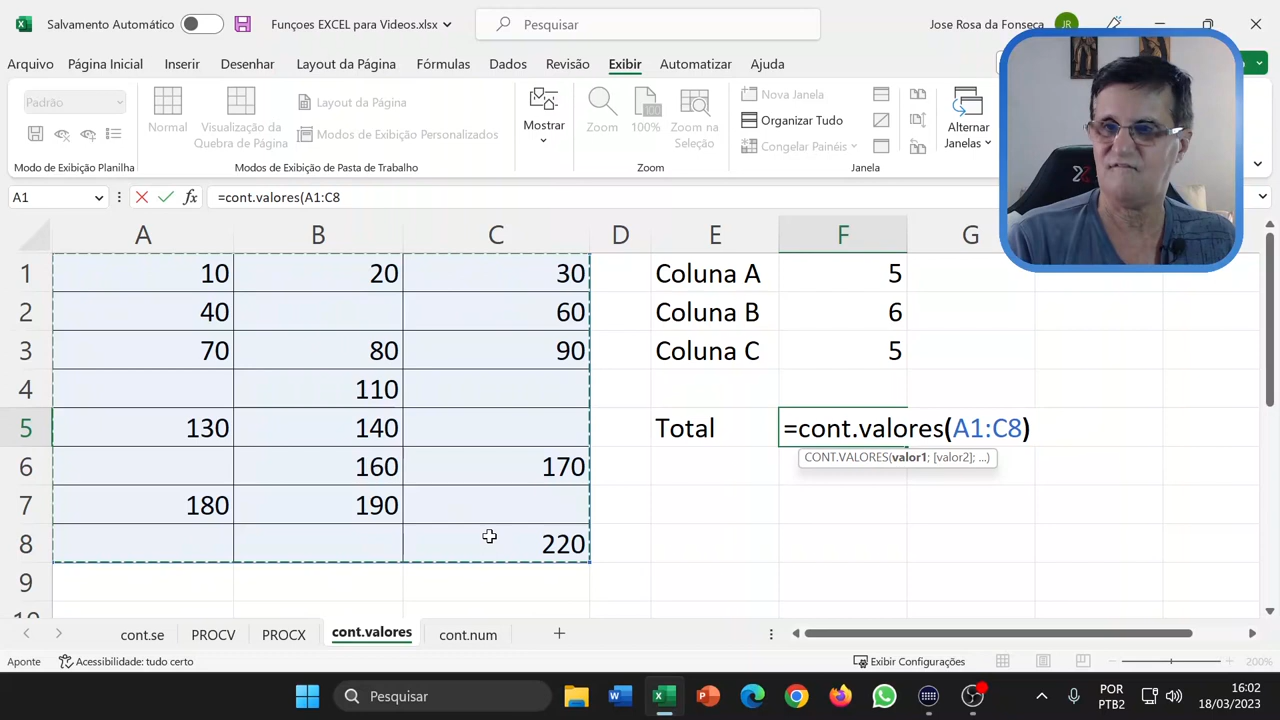 Salvamento Automático
Funçoes EXCEL para Videos.xlsx
Pesquisar
Jose Rosa da Fonseca
JR
Arquivo Página Inicial Inserir Desenhar Layout da Página Fórmulas Dados Revisão Exibir Automatizar Ajuda
Padrão
Normal
Visualização da
Quebra de Página
Layout da Página
Modos de Exibição Personalizados
Mostrar
Zoom
100%
Zoom na
Seleção
Nova Janela
Organizar Tudo
Congelar Painéis
Alternar
Janelas
Modo de Exibição Planilha
Modos de Exibição de Pasta de Trabalho
Zoom
Janela
A1
fx
=cont.valores(A1:C8
A B C D E F G
1 10 20 30 Coluna A 5
2 40 60 Coluna B 6
3 70 80 90 Coluna C 5
4 110
5 130 140 Total =cont.valores(A1:C8)
CONT.VALORES(valor1; [valor2]; ...)
6 160 170
7 180 190
8 220
9
10
cont.se PROCV PROCX cont.valores cont.num
Aponte
Acessibilidade: tudo certo
Exibir Configurações
200%
Pesquisar
POR
PTB2
16:02
18/03/2023